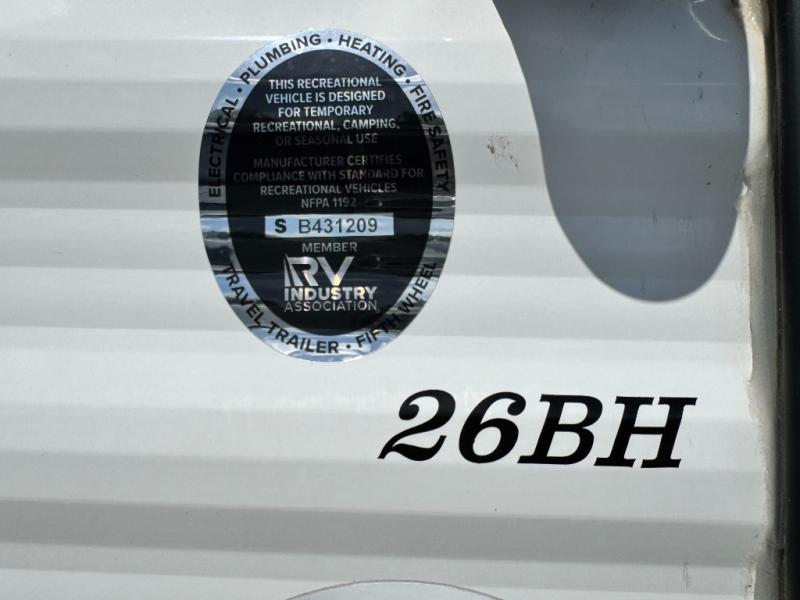 ELECTRICAL • PLUMBING • HEATING • FIRE SAFETY
THIS RECREATIONAL
VEHICLE IS DESIGNED
FOR TEMPORARY
RECREATIONAL, CAMPING,
OR SEASONAL USE
MANUFACTURER CERTIFIES
COMPLIANCE WITH STANDARD FOR
RECREATIONAL VEHICLES
NFPA 1192
S B431209
MEMBER
RV
INDUSTRY
ASSOCIATION
TRAVEL TRAILER • FIFTH WHEEL
26BH